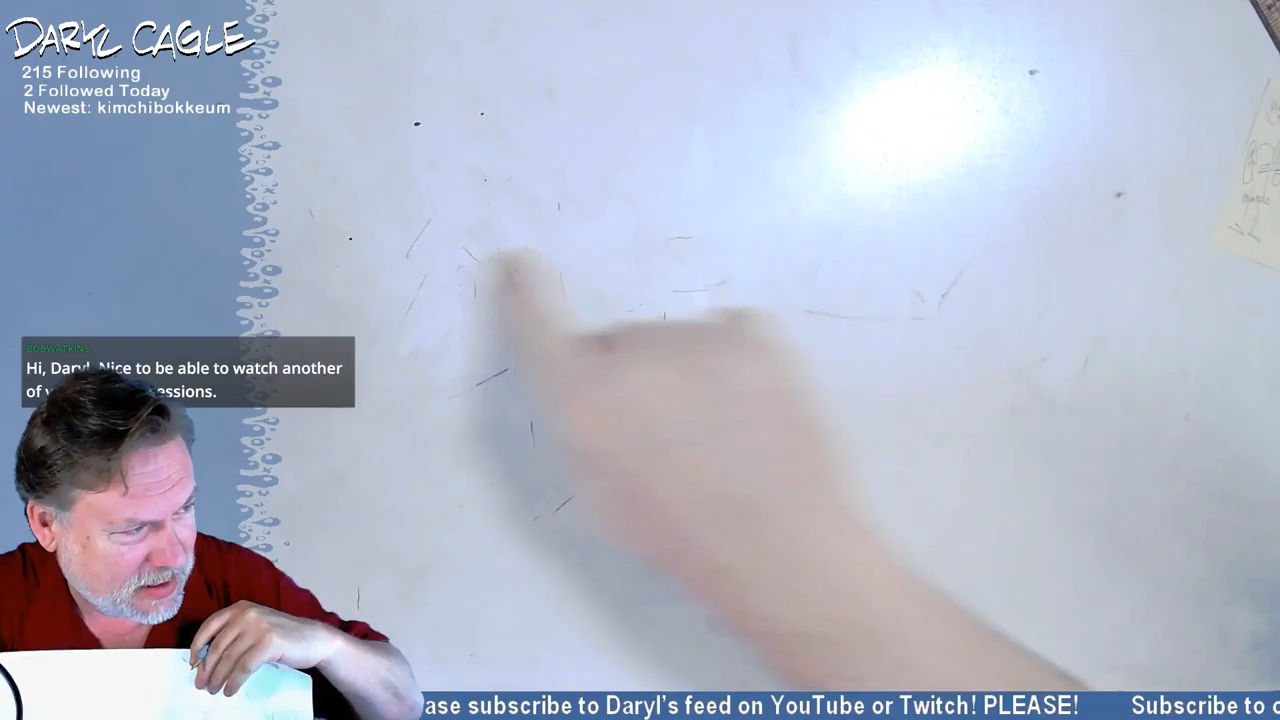 DARYL CAGLE
215 Following
2 Followed Today
Newest: kimchibokkeum
BOBWATKINS
Hi, Daryl. Nice to be able to watch another
of essions.
ase subscribe to Daryl's feed on YouTube or Twitch! PLEASE! Subscribe to